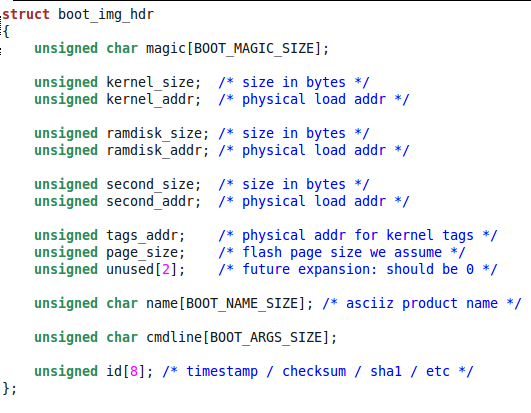 struct boot_img_hdr
{
    unsigned char magic[BOOT_MAGIC_SIZE];
    unsigned kernel_size;  /* size in bytes */
    unsigned kernel_addr;  /* physical load addr */
    unsigned ramdisk_size; /* size in bytes */
    unsigned ramdisk_addr; /* physical load addr */
    unsigned second_size;  /* size in bytes */
    unsigned second_addr;  /* physical load addr */
    unsigned tags_addr;    /* physical addr for kernel tags */
    unsigned page_size;    /* flash page size we assume */
    unsigned unused[2];    /* future expansion: should be 0 */
    unsigned char name[BOOT_NAME_SIZE]; /* asciiz product name */
    unsigned char cmdline[BOOT_ARGS_SIZE];
    unsigned id[8]; /* timestamp / checksum / sha1 / etc */
};